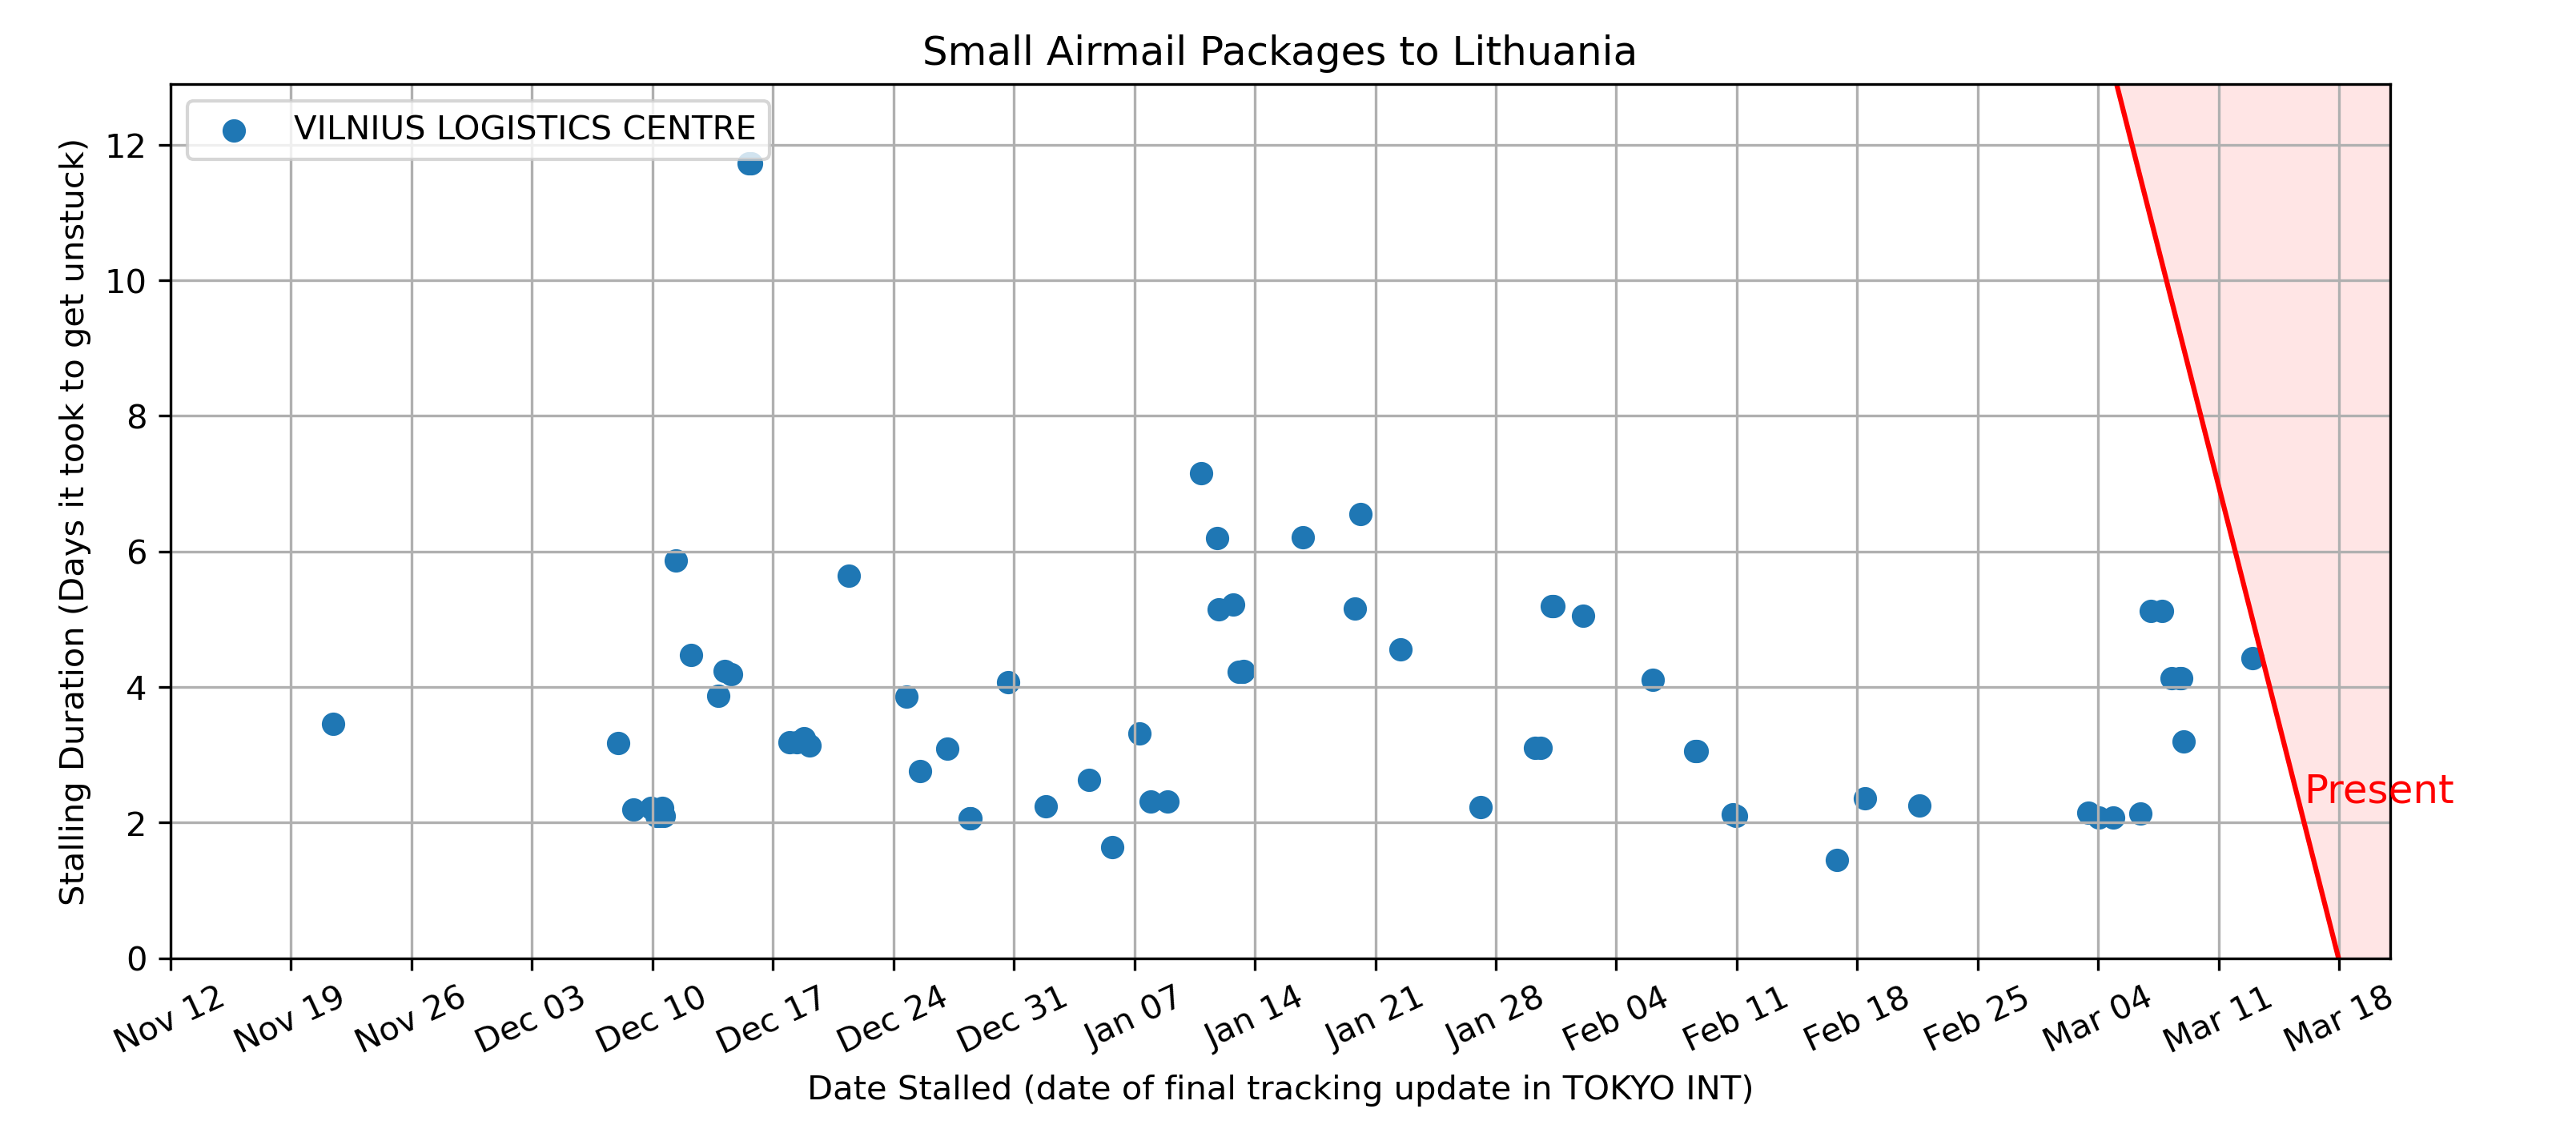 Small Airmail Packages to Lithuania
VILNIUS LOGISTICS CENTRE
Stalling Duration (Days it took to get unstuck)
12
10
8
6
4
2
0
Present
Nov 12 Nov 19 Nov 26 Dec 03 Dec 10 Dec 17 Dec 24 Dec 31 Jan 07 Jan 14 Jan 21 Jan 28 Feb 04 Feb 11 Feb 18 Feb 25 Mar 04 Mar 11 Mar 18
Date Stalled (date of final tracking update in TOKYO INT)